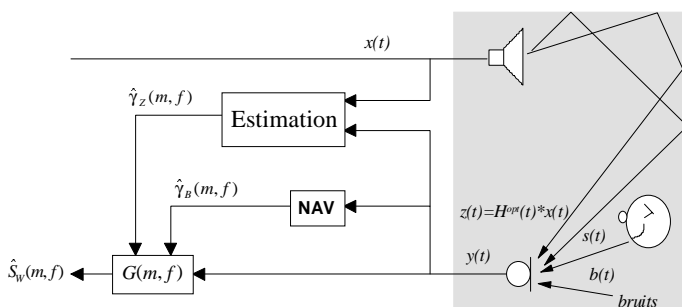 x(t)
γ̂_Z(m, f)
Estimation
γ̂_B(m, f)
NAV
z(t)=H^{opt}(t)*x(t)
s(t)
Ŝ_W(m, f)
G(m, f)
y(t)
b(t)
bruits